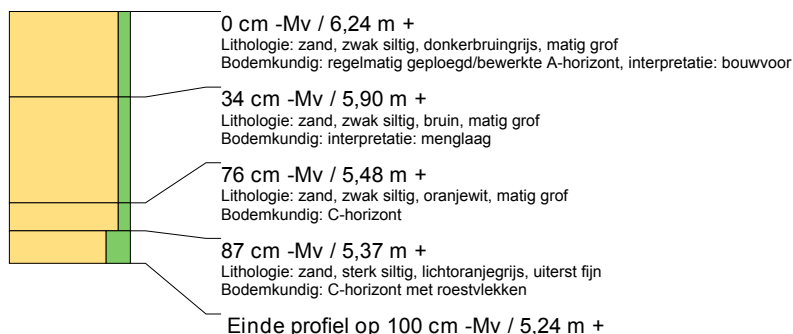 0 cm -Mv / 6,24 m +
Lithologie: zand, zwak siltig, donkerbruingrijs, matig grof
Bodemkundig: regelmatig geploegd/bewerkte A-horizont, interpretatie: bouwvoor
34 cm -Mv / 5,90 m +
Lithologie: zand, zwak siltig, bruin, matig grof
Bodemkundig: interpretatie: menglaag
76 cm -Mv / 5,48 m +
Lithologie: zand, zwak siltig, oranjewit, matig grof
Bodemkundig: C-horizont
87 cm -Mv / 5,37 m +
Lithologie: zand, sterk siltig, lichtoranjegrijs, uiterst fijn
Bodemkundig: C-horizont met roestvlekken
Einde profiel op 100 cm -Mv / 5,24 m +